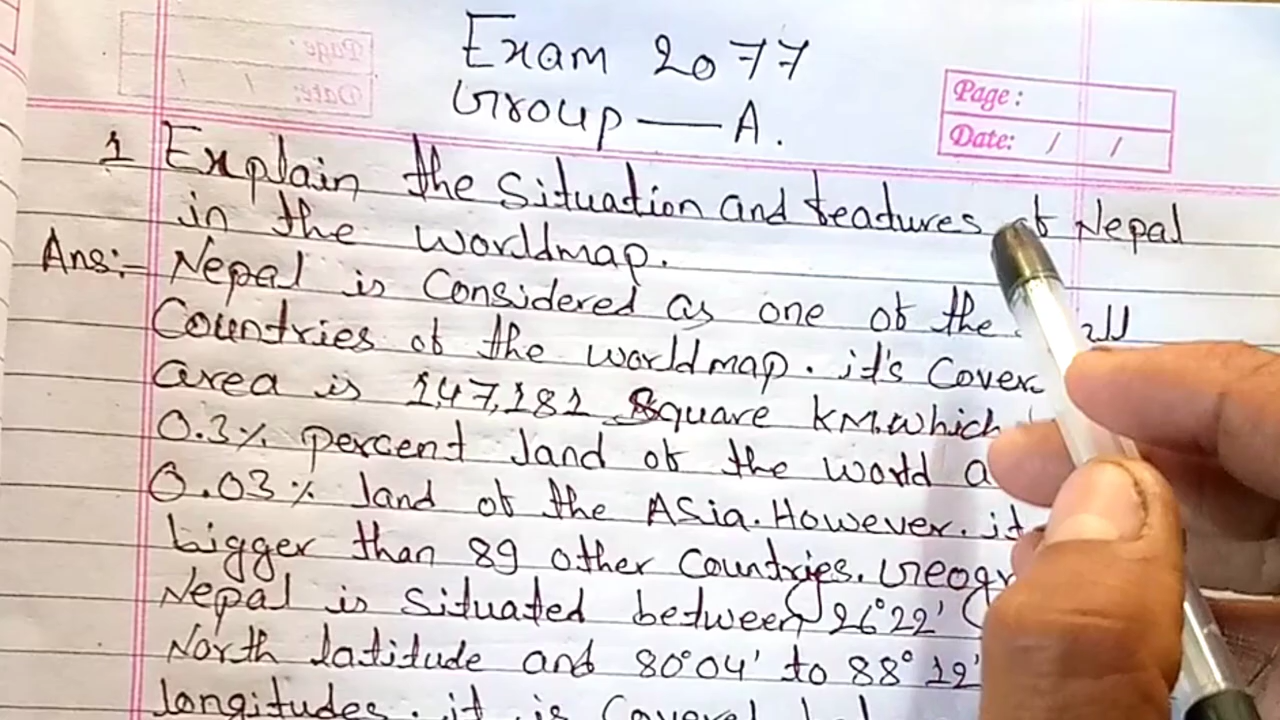 Exam 2077
Group — A.
Page:
Date: / /
1 Explain the situation and features of Nepal
in the worldmap.
Ans:- Nepal is Considered as one of the
Countries of the worldmap. it's Cover
area is 1,47,181 Square KM.which
0.3% percent land of the world
0.03% land of the Asia. However. it
bigger than 89 other Countries.
Nepal is situated between 26°22'
North latitude and 80°04' to 88°12'
longitudes. it is Covered